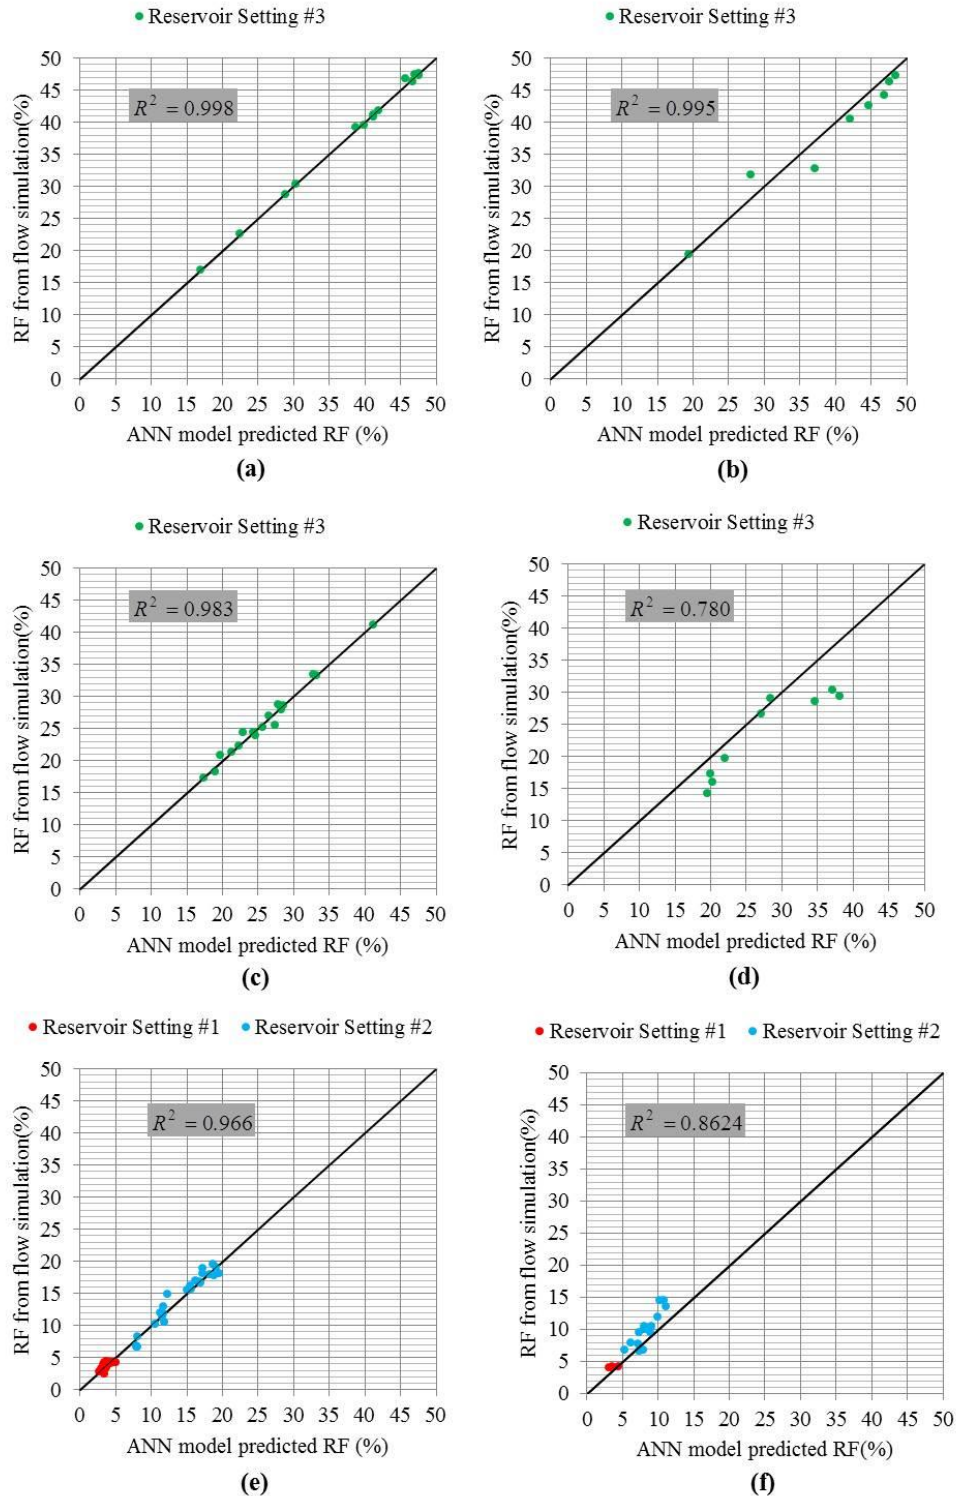 Reservoir Setting #3
RF from flow simulation(%)
50
45
40
35
30
25
20
15
10
5
0
R² = 0.998
0 5 10 15 20 25 30 35 40 45 50
ANN model predicted RF (%)
(a)
Reservoir Setting #3
RF from flow simulation(%)
50
45
40
35
30
25
20
15
10
5
0
R² = 0.995
0 5 10 15 20 25 30 35 40 45 50
ANN model predicted RF (%)
(b)
Reservoir Setting #3
RF from flow simulation(%)
50
45
40
35
30
25
20
15
10
5
0
R² = 0.983
0 5 10 15 20 25 30 35 40 45 50
ANN model predicted RF (%)
(c)
Reservoir Setting #3
RF from flow simulation(%)
50
45
40
35
30
25
20
15
10
5
0
R² = 0.780
0 5 10 15 20 25 30 35 40 45 50
ANN model predicted RF (%)
(d)
Reservoir Setting #1 Reservoir Setting #2
RF from flow simulation(%)
50
45
40
35
30
25
20
15
10
5
0
R² = 0.966
0 5 10 15 20 25 30 35 40 45 50
ANN model predicted RF (%)
(e)
Reservoir Setting #1 Reservoir Setting #2
RF from flow simulation(%)
50
45
40
35
30
25
20
15
10
5
0
R² = 0.8624
0 5 10 15 20 25 30 35 40 45 50
ANN model predicted RF(%)
(f)